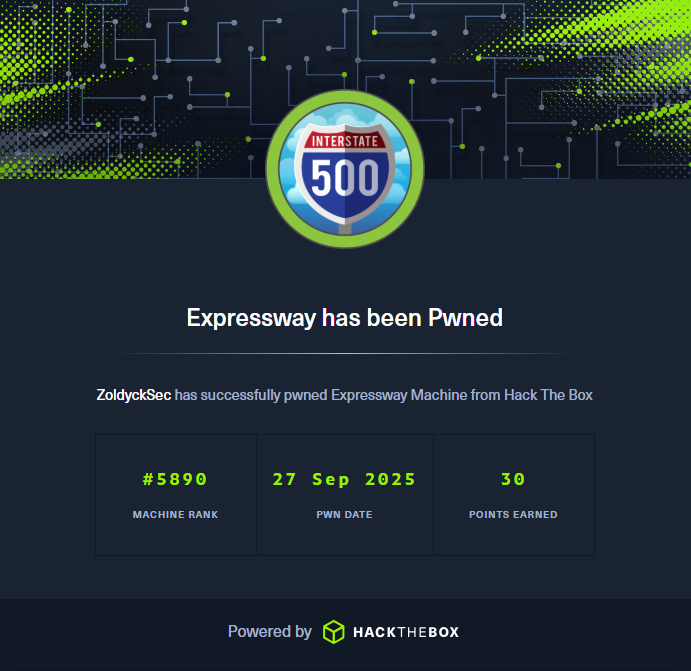 INTERSTATE
500
Expressway has been Pwned
ZoldyckSec has successfully pwned Expressway Machine from Hack The Box
#5890 27 Sep 2025 30
MACHINE RANK PWN DATE POINTS EARNED
Powered by HACKTHEBOX